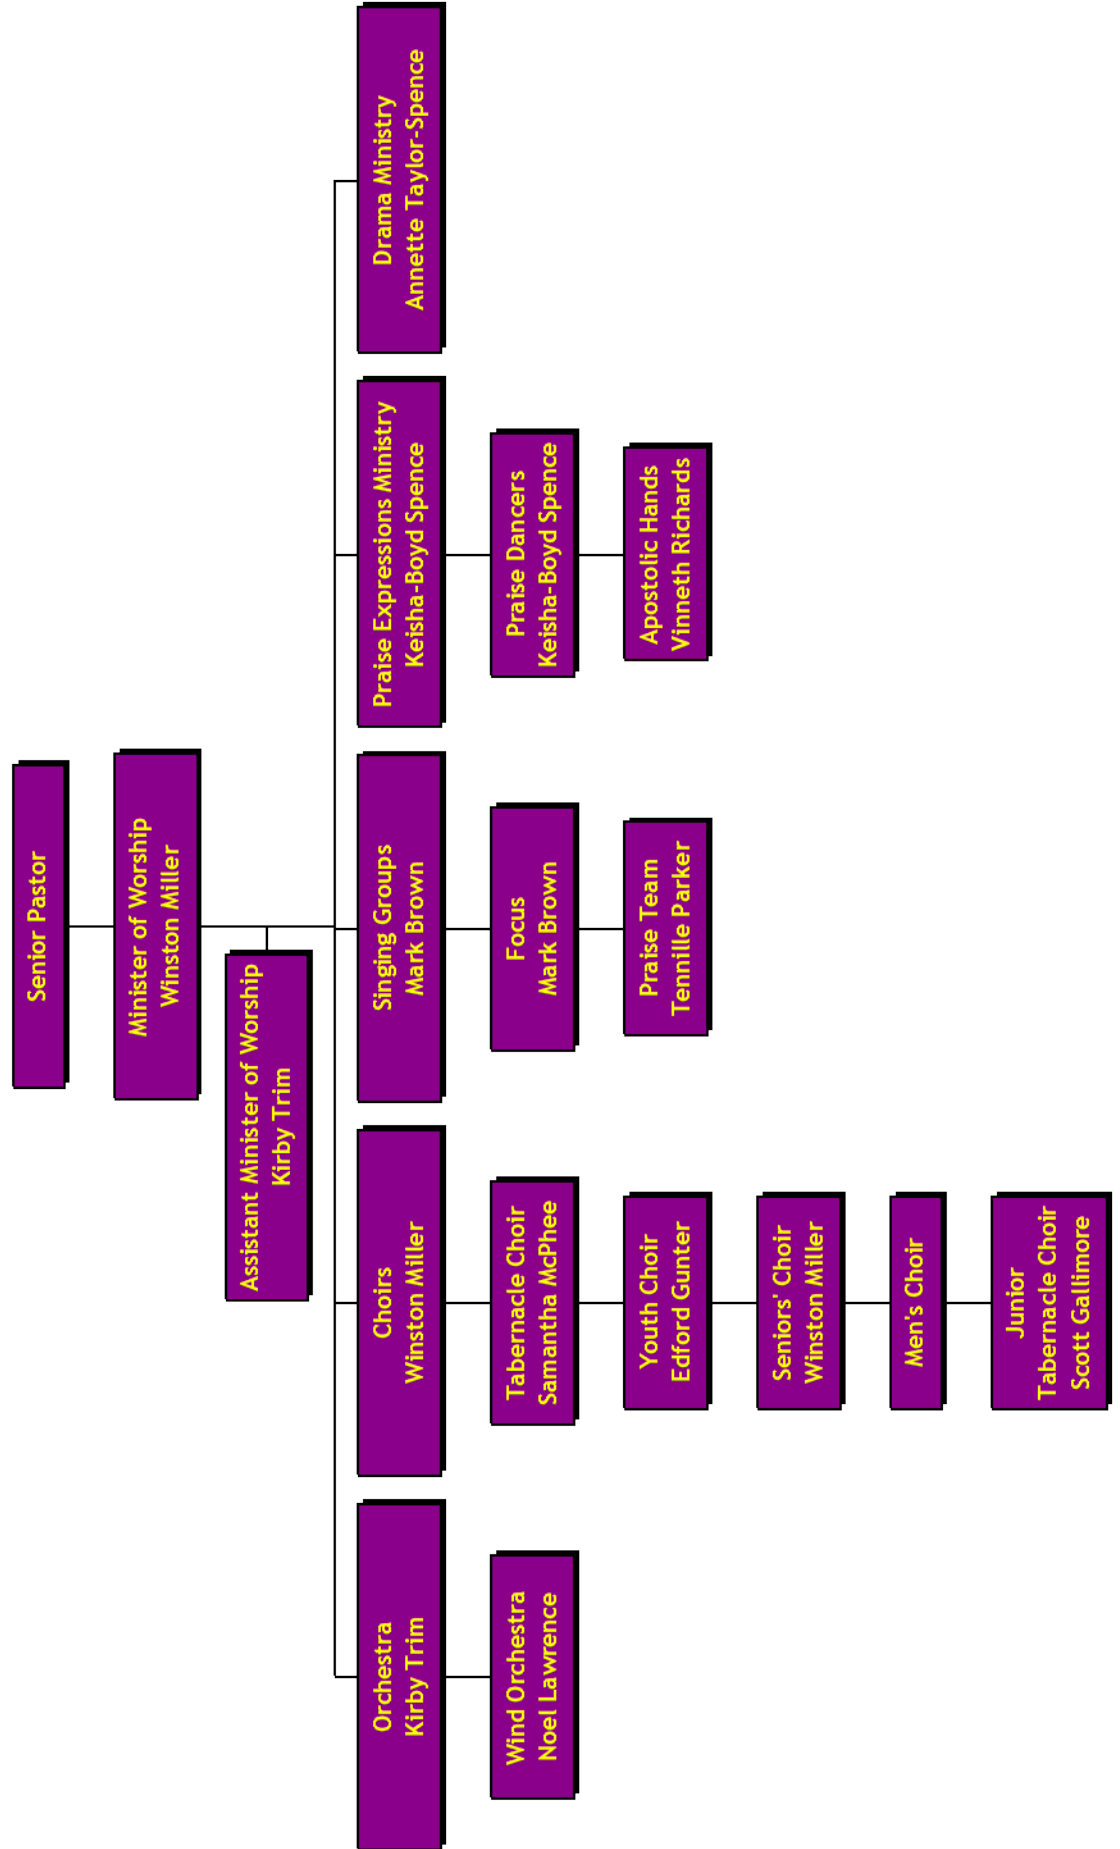 Senior Pastor
Minister of Worship
Winston Miller
Assistant Minister of Worship
Kirby Trim
Orchestra
Kirby Trim
Wind Orchestra
Noel Lawrence
Choirs
Winston Miller
Tabernacle Choir
Samantha McPhee
Youth Choir
Edford Gunter
Seniors' Choir
Winston Miller
Men's Choir
Junior
Tabernacle Choir
Scott Gallimore
Singing Groups
Mark Brown
Focus
Mark Brown
Praise Team
Tennille Parker
Praise Expressions Ministry
Keisha-Boyd Spence
Praise Dancers
Keisha-Boyd Spence
Apostolic Hands
Vinneth Richards
Drama Ministry
Annette Taylor-Spence